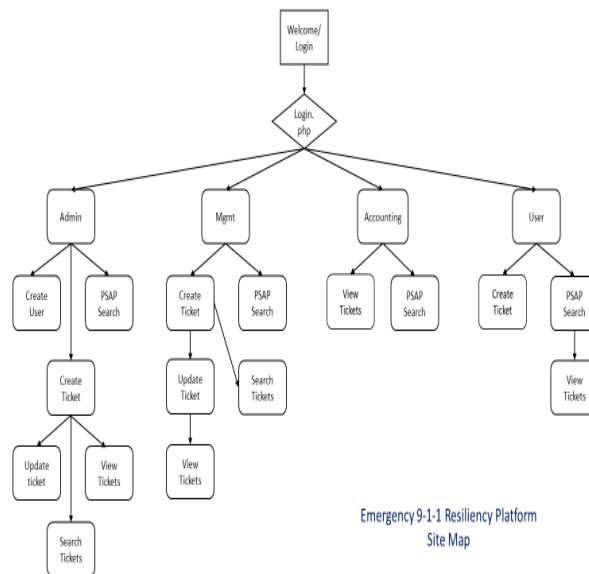 Welcome/
Login
Login.
php
Admin
Mgmt
Accounting
User
Create
User
PSAP
Search
Create
Ticket
PSAP
Search
View
Tickets
PSAP
Search
Create
Ticket
PSAP
Search
Create
Ticket
Update
Ticket
Search
Tickets
View
Tickets
Update
ticket
View
Tickets
View
Tickets
Search
Tickets
Emergency 9-1-1 Resiliency Platform
Site Map